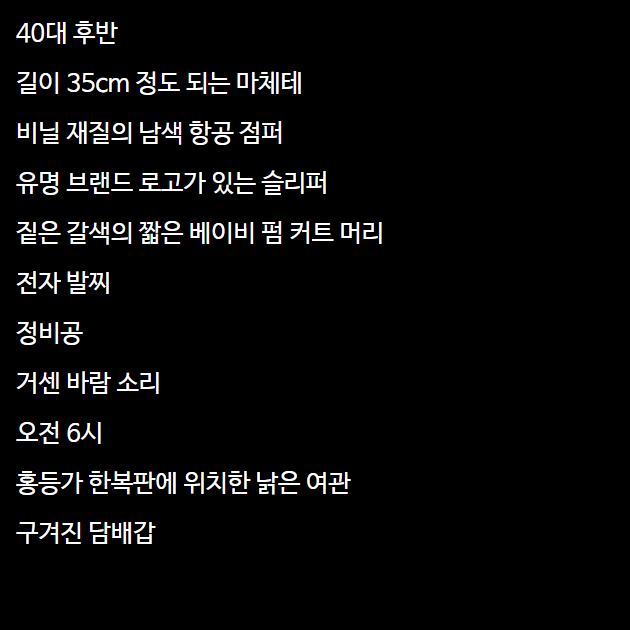 40대 후반
길이 35cm 정도 되는 마체테
비닐 재질의 남색 항공 점퍼
유명 브랜드 로고가 있는 슬리퍼
짙은 갈색의 짧은 베이비 펌 커트 머리
전자 발찌
정비공
거센 바람 소리
오전 6시
홍등가 한복판에 위치한 낡은 여관
구겨진 담배갑